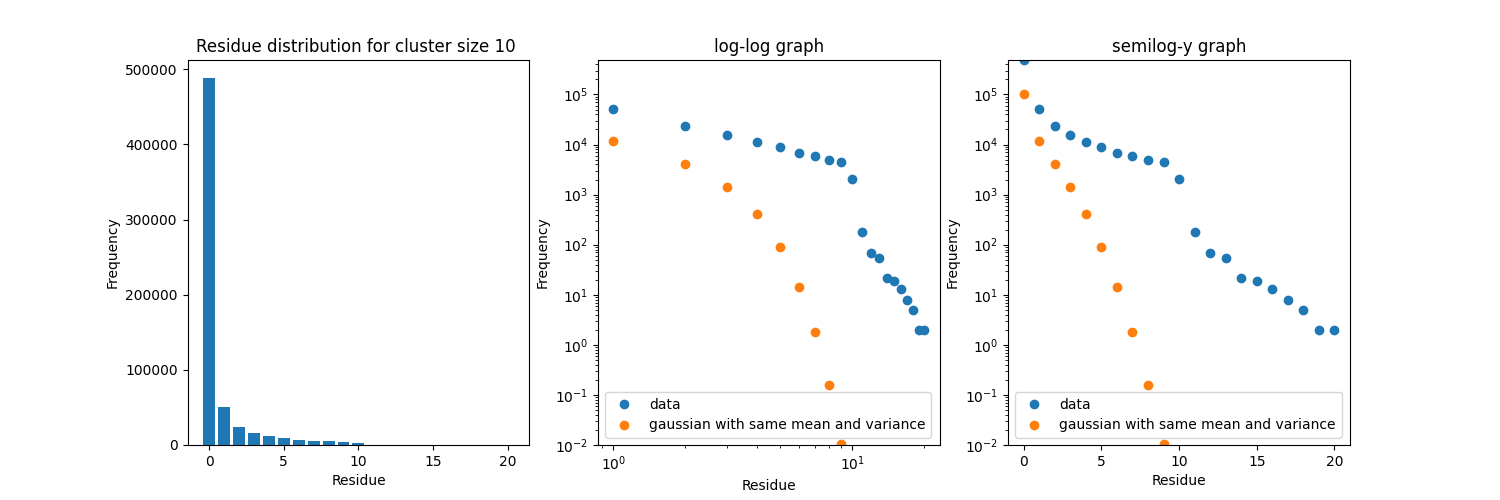 Residue distribution for cluster size 10
500000
400000
300000
200000
100000
0
0
5
10
15
20
Frequency
Residue
log-log graph
10^5
10^4
10^3
10^2
10^1
10^0
10^-1
10^-2
10^0
10^1
Frequency
Residue
data
gaussian with same mean and variance
semilog-y graph
10^5
10^4
10^3
10^2
10^1
10^0
10^-1
10^-2
0
5
10
15
20
Frequency
Residue
data
gaussian with same mean and variance